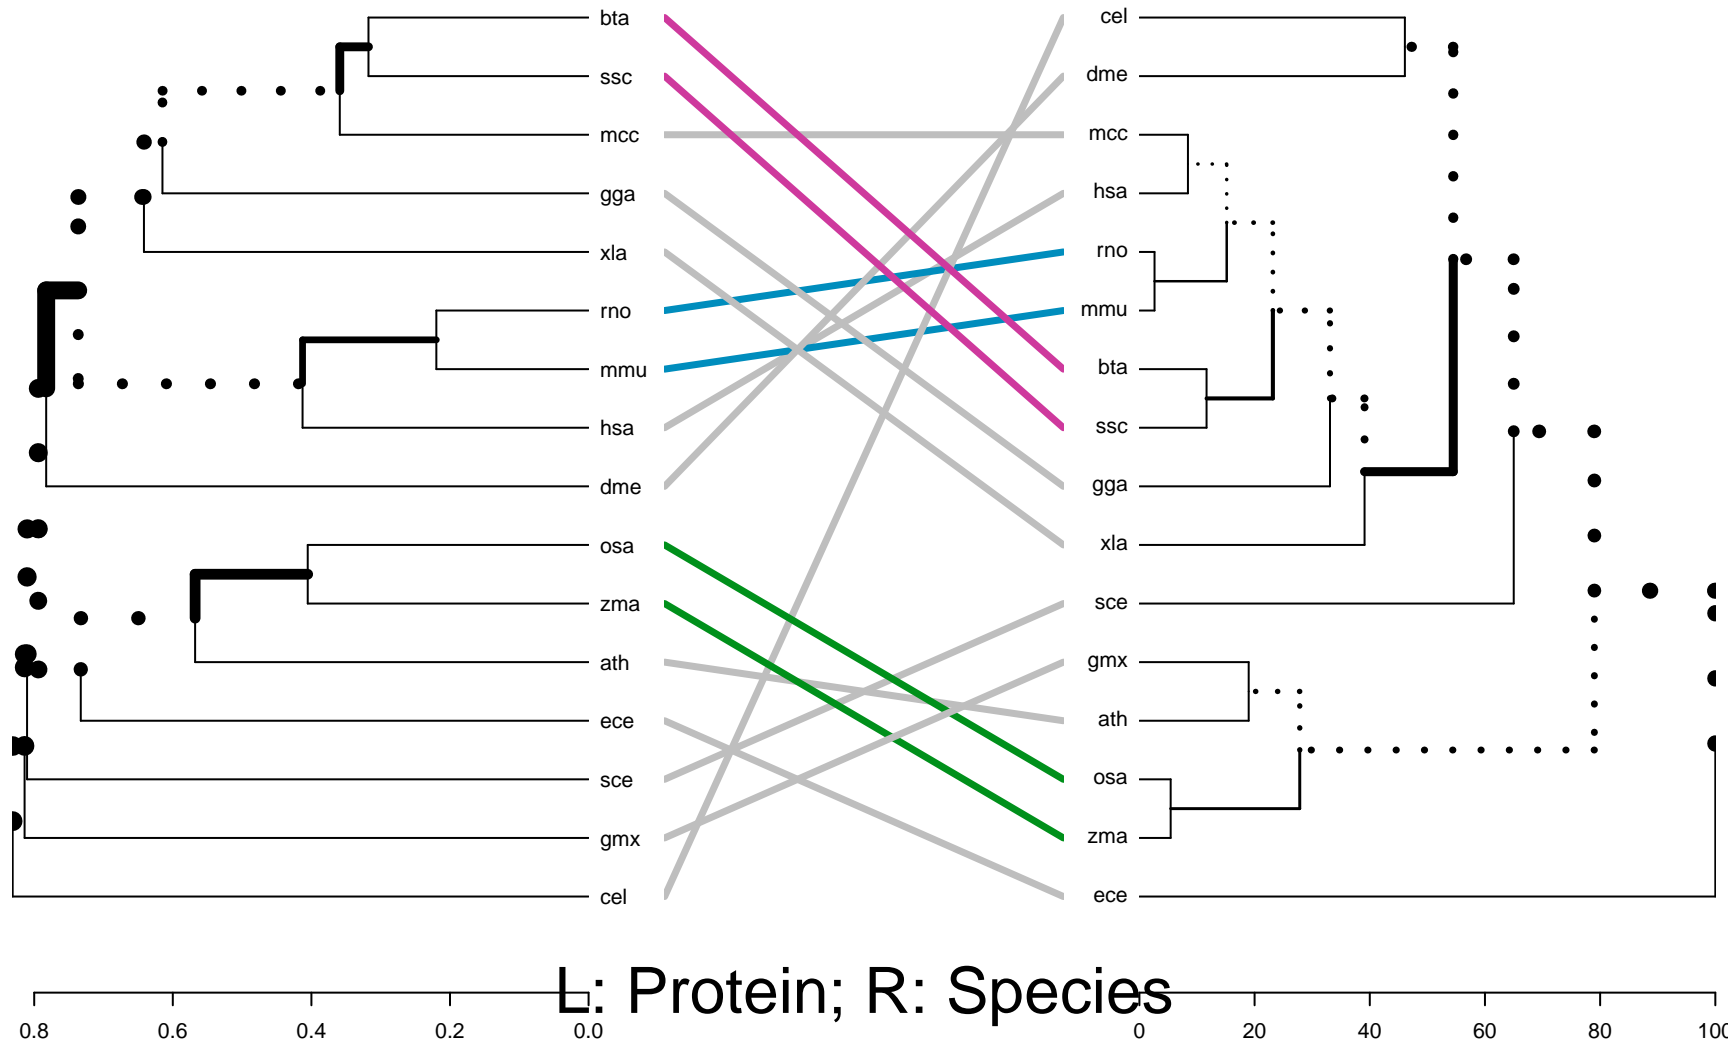 bta
ssc
mcc
gga
xla
rno
mmu
hsa
dme
osa
zma
ath
ece
sce
gmx
cel
cel
dme
mcc
hsa
rno
mmu
bta
ssc
gga
xla
sce
gmx
ath
osa
zma
ece
L: Protein; R: Species
0.8 0.6 0.4 0.2 0.0
0 20 40 60 80 100